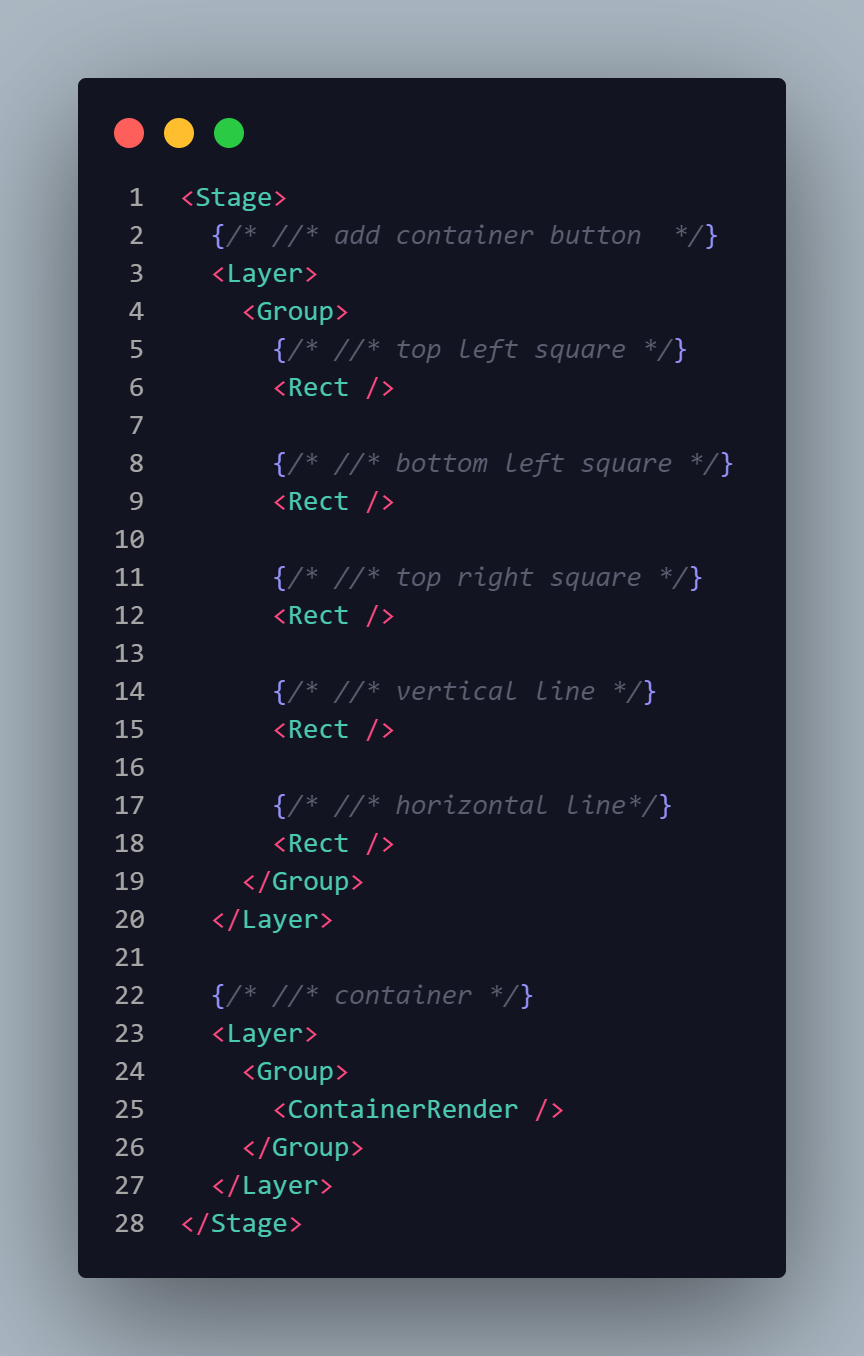 1 <Stage>
2   {/* //* add container button  */}
3   <Layer>
4     <Group>
5       {/* //* top left square */}
6       <Rect />
7
8       {/* //* bottom left square */}
9       <Rect />
10
11       {/* //* top right square */}
12       <Rect />
13
14       {/* //* vertical line */}
15       <Rect />
16
17       {/* //* horizontal line*/}
18       <Rect />
19     </Group>
20   </Layer>
21
22   {/* //* container */}
23   <Layer>
24     <Group>
25       <ContainerRender />
26     </Group>
27   </Layer>
28 </Stage>